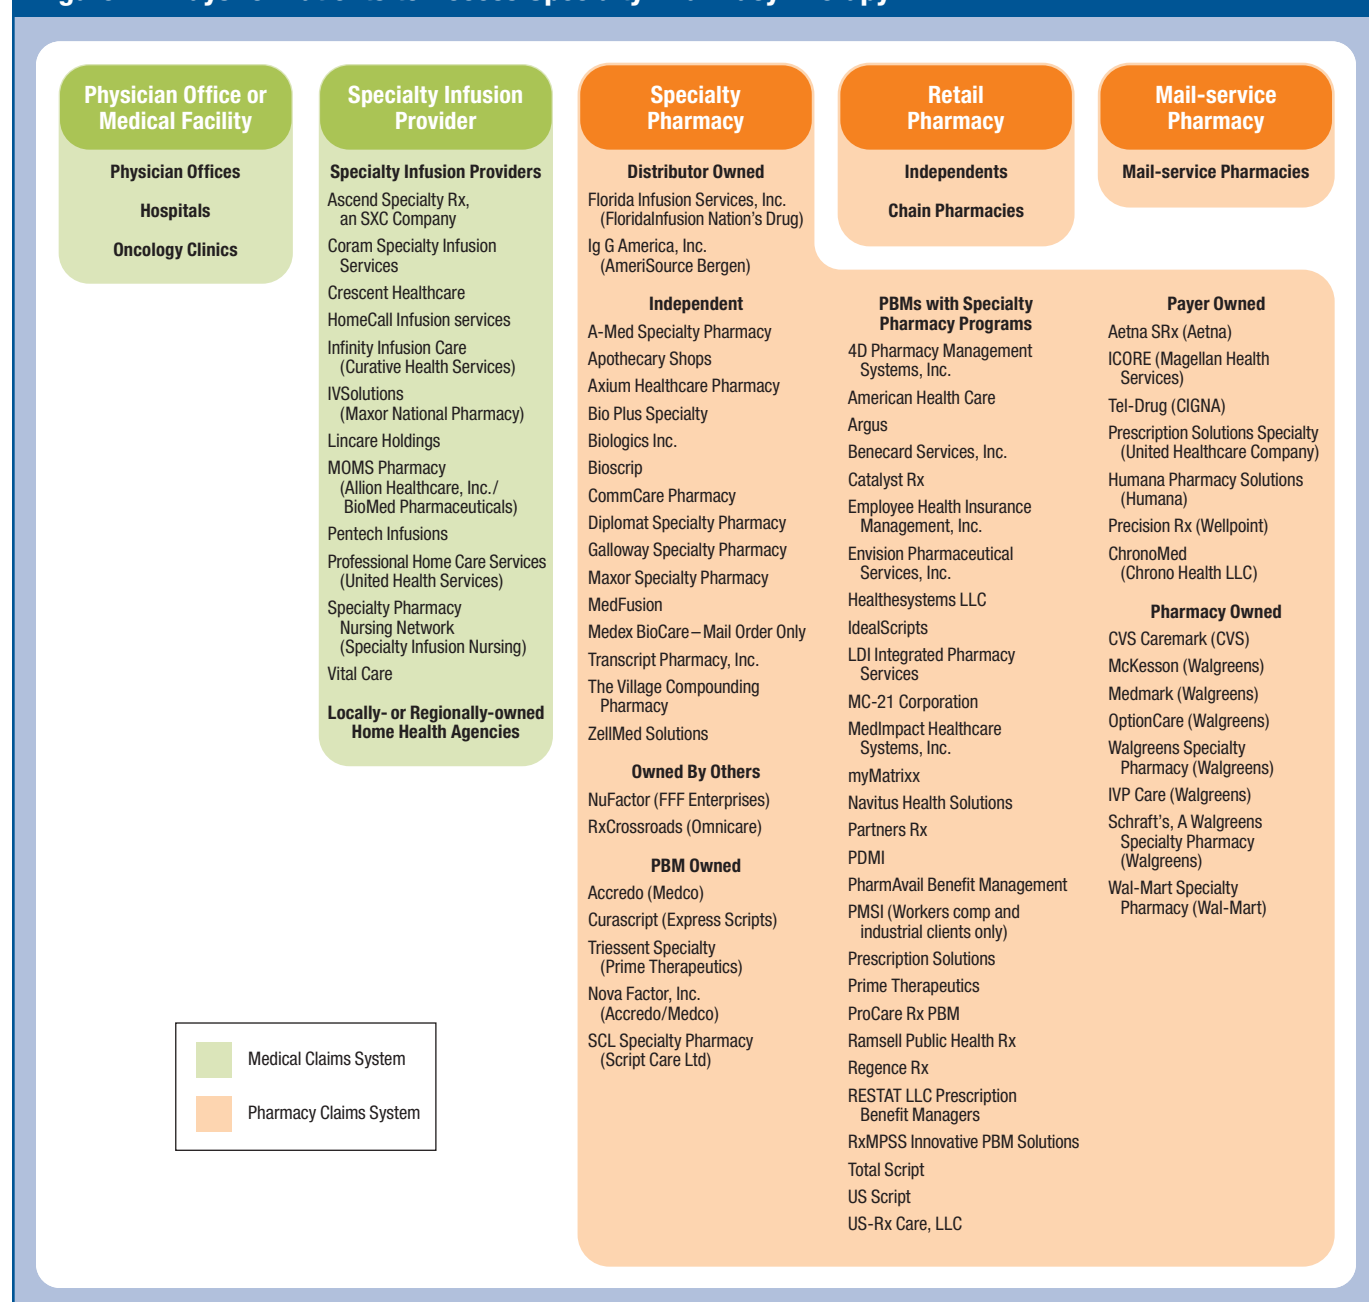 for Patients to Access Specialty Pharmacy Therapy
Physician Office or
Medical Facility
Physician Offices
Hospitals
Oncology Clinics
Specialty Infusion
Provider
Specialty Infusion Providers
Ascend Specialty Rx,
an SXC Company
Coram Specialty Infusion
Services
Crescent Healthcare
HomeCall Infusion services
Infinity Infusion Care
(Curative Health Services)
IVSolutions
(Maxor National Pharmacy)
Lincare Holdings
MOMS Pharmacy
(Allion Healthcare, Inc./
BioMed Pharmaceuticals)
Pentech Infusions
Professional Home Care Services
(United Health Services)
Specialty Pharmacy
Nursing Network
(Specialty Infusion Nursing)
Vital Care
Locally- or Regionally-owned
Home Health Agencies
Specialty
Pharmacy
Distributor Owned
Florida Infusion Services, Inc.
(FloridaInfusion Nation's Drug)
Ig G America, Inc.
(AmeriSource Bergen)
Independent
A-Med Specialty Pharmacy
Apothecary Shops
Axium Healthcare Pharmacy
Bio Plus Specialty
Biologics Inc.
Bioscrip
CommCare Pharmacy
Diplomat Specialty Pharmacy
Galloway Specialty Pharmacy
Maxor Specialty Pharmacy
MedFusion
Medex BioCare – Mail Order Only
Transcript Pharmacy, Inc.
The Village Compounding
Pharmacy
ZellMed Solutions
Owned By Others
NuFactor (FFF Enterprises)
RxCrossroads (Omnicare)
PBM Owned
Accredo (Medco)
Curascript (Express Scripts)
Triessent Specialty
(Prime Therapeutics)
Nova Factor, Inc.
(Accredo/Medco)
SCL Specialty Pharmacy
(Script Care Ltd)
Retail
Pharmacy
Independents
Chain Pharmacies
PBMs with Specialty
Pharmacy Programs
4D Pharmacy Management
Systems, Inc.
American Health Care
Argus
Benecard Services, Inc.
Catalyst Rx
Employee Health Insurance
Management, Inc.
Envision Pharmaceutical
Services, Inc.
Healthesystems LLC
IdealScripts
LDI Integrated Pharmacy
Services
MC-21 Corporation
MedImpact Healthcare
Systems, Inc.
myMatrixx
Navitus Health Solutions
Partners Rx
PDMI
PharmAvail Benefit Management
PMSI (Workers comp and
industrial clients only)
Prescription Solutions
Prime Therapeutics
ProCare Rx PBM
Ramsell Public Health Rx
Regence Rx
RESTAT LLC Prescription
Benefit Managers
RxMPSS Innovative PBM Solutions
Total Script
US Script
US-Rx Care, LLC
Mail-service
Pharmacy
Mail-service Pharmacies
Payer Owned
Aetna SRx (Aetna)
ICORE (Magellan Health
Services)
Tel-Drug (CIGNA)
Prescription Solutions Specialty
(United Healthcare Company)
Humana Pharmacy Solutions
(Humana)
Precision Rx (Wellpoint)
ChronoMed
(Chrono Health LLC)
Pharmacy Owned
CVS Caremark (CVS)
McKesson (Walgreens)
Medmark (Walgreens)
OptionCare (Walgreens)
Walgreens Specialty
Pharmacy (Walgreens)
IVP Care (Walgreens)
Schraft's, A Walgreens
Specialty Pharmacy
(Walgreens)
Wal-Mart Specialty
Pharmacy (Wal-Mart)
Medical Claims System
Pharmacy Claims System